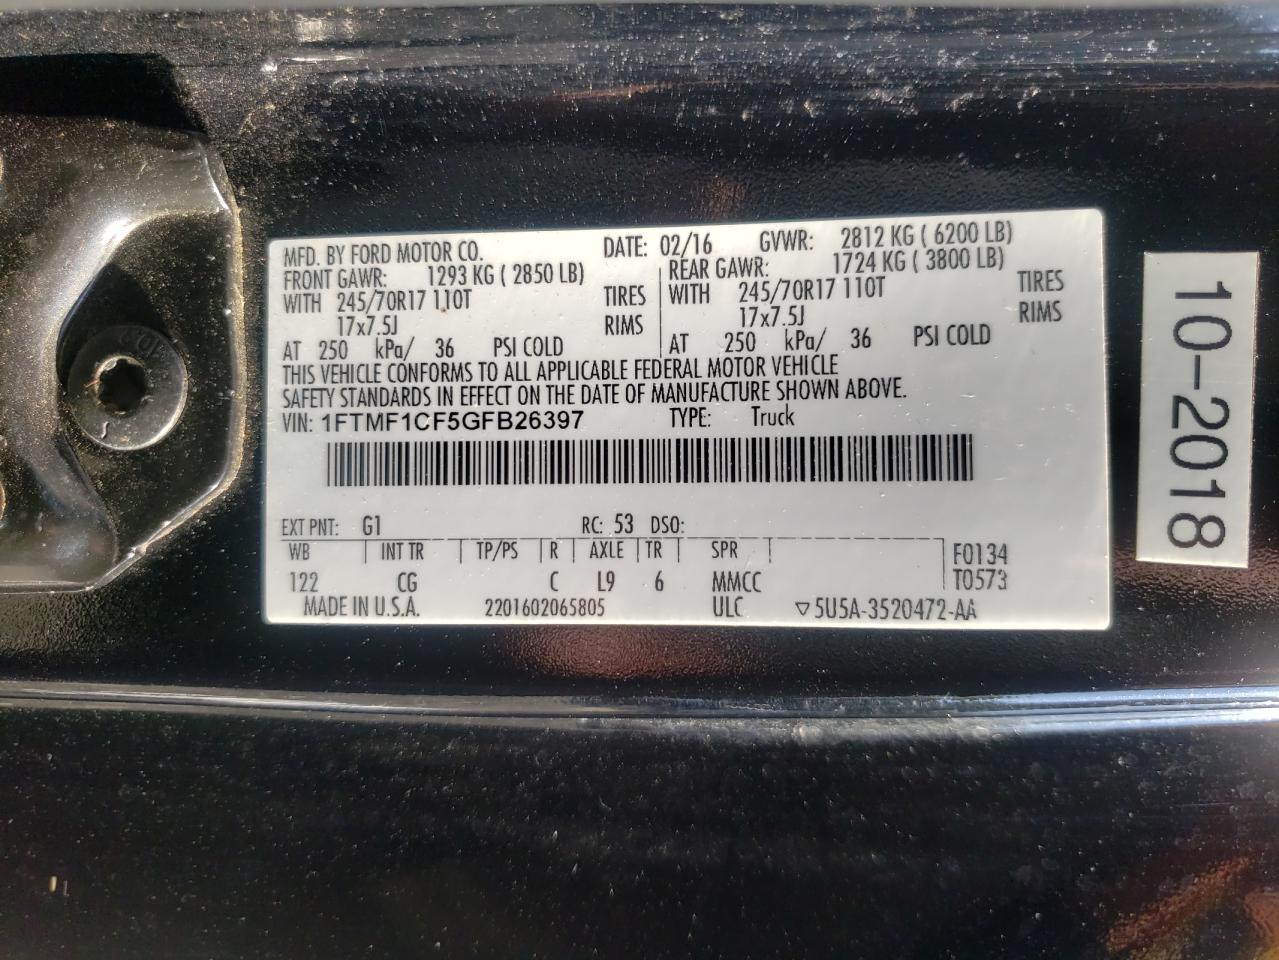 MFD. BY FORD MOTOR CO. DATE: 02/16 GVWR: 2812 KG ( 6200 LB)
FRONT GAWR: 1293 KG ( 2850 LB) REAR GAWR: 1724 KG ( 3800 LB)
WITH 245/70R17 110T TIRES WITH 245/70R17 110T TIRES
17x7.5J RIMS 17x7.5J RIMS
AT 250 kPa/ 36 PSI COLD AT 250 kPa/ 36 PSI COLD
THIS VEHICLE CONFORMS TO ALL APPLICABLE FEDERAL MOTOR VEHICLE
SAFETY STANDARDS IN EFFECT ON THE DATE OF MANUFACTURE SHOWN ABOVE.
VIN: 1FTMF1CF5GFB26397 TYPE: Truck
EXT PNT: G1 RC: 53 DSO:
WB INT TR TP/PS R AXLE TR SPR F0134
122 CG C L9 6 MMCC T0573
MADE IN U.S.A. 2201602065805 ULC ▽5U5A-3520472-AA
10-2018